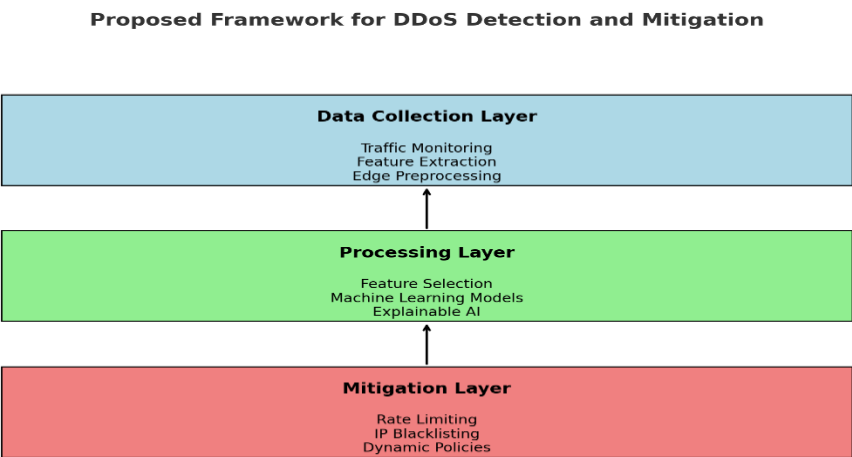 Proposed Framework for DDoS Detection and Mitigation
Data Collection Layer
Traffic Monitoring
Feature Extraction
Edge Preprocessing
Processing Layer
Feature Selection
Machine Learning Models
Explainable AI
Mitigation Layer
Rate Limiting
IP Blacklisting
Dynamic Policies